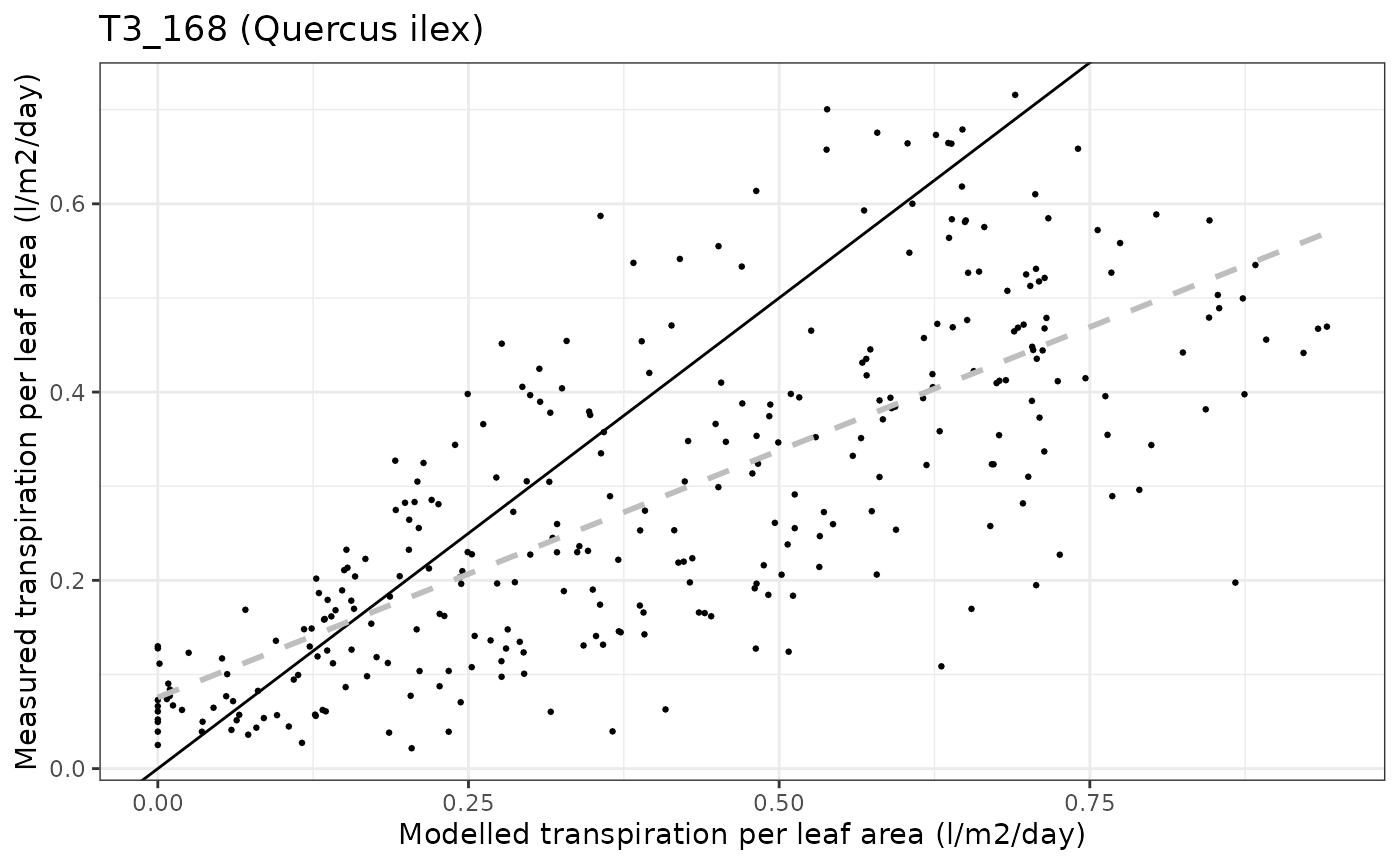 T3_168 (Quercus ilex)
Measured transpiration per leaf area (l/m2/day)
0.6
0.4
0.2
0.0
0.00 0.25 0.50 0.75
Modelled transpiration per leaf area (l/m2/day)